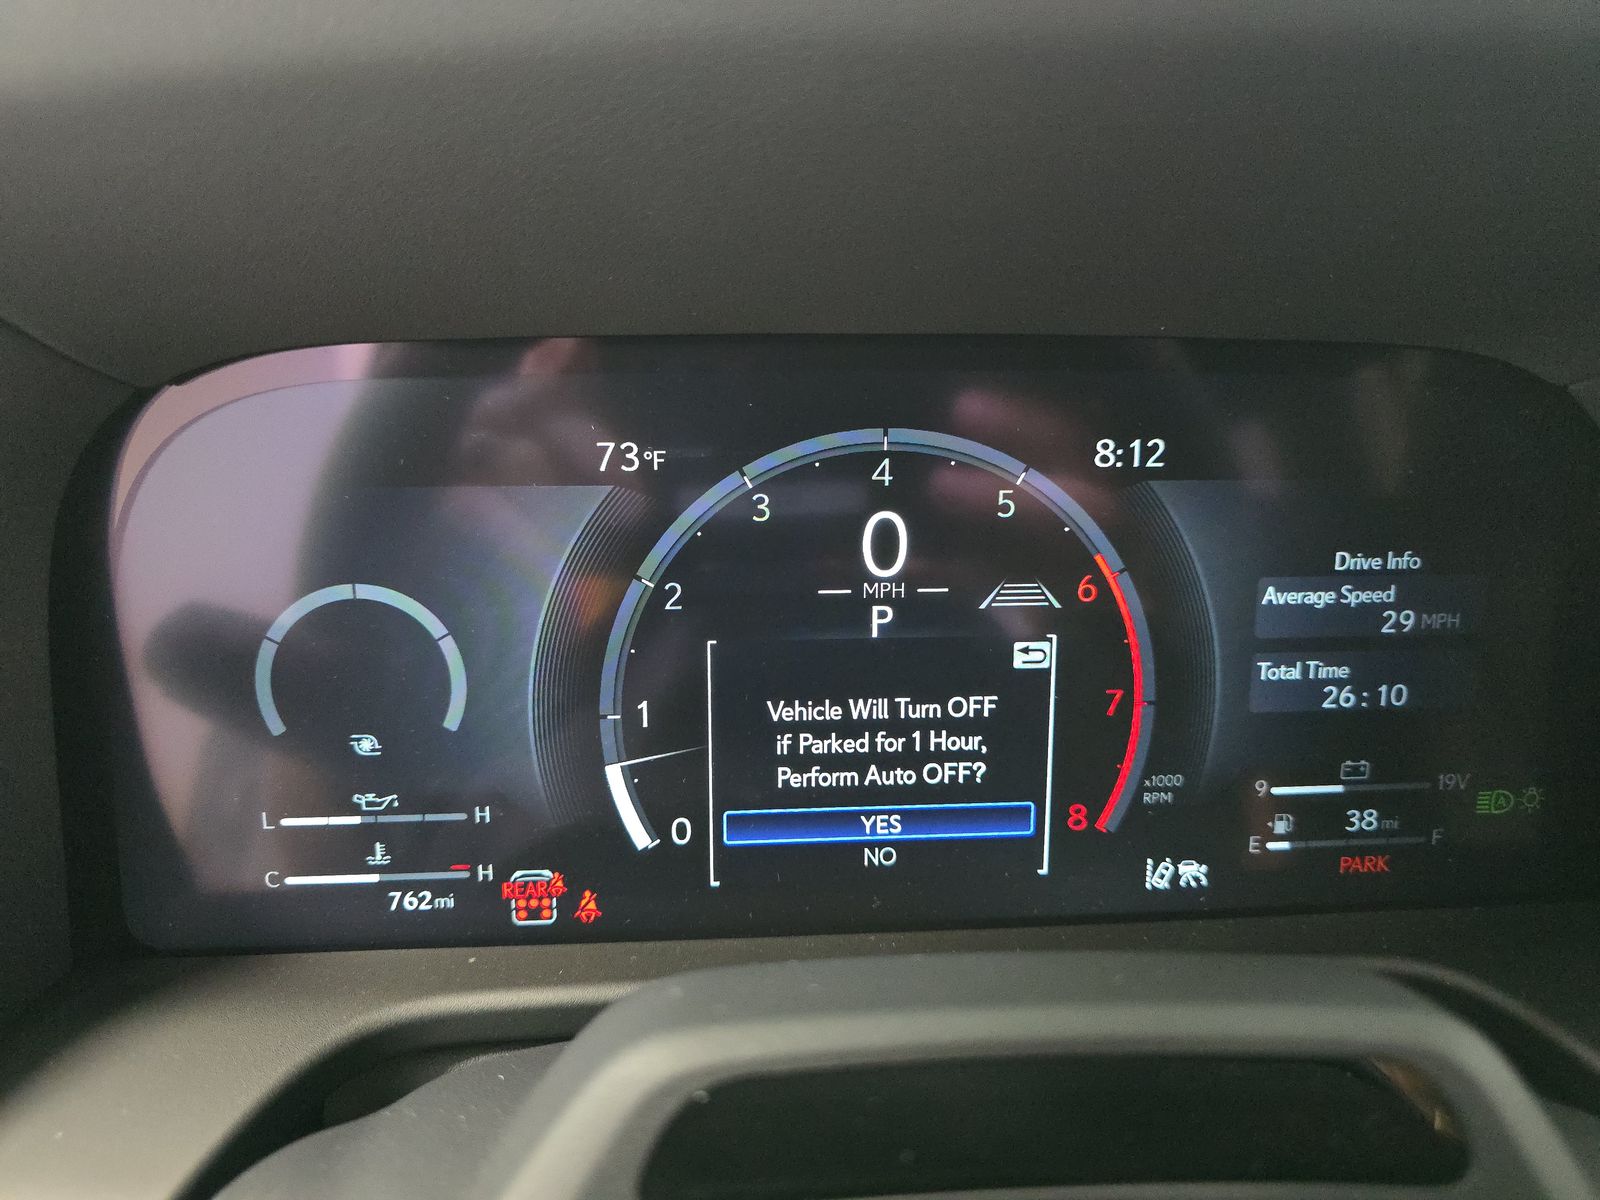 73°F
8:12
0
1
2
3
4
5
6
7
8
x1000
RPM
0
MPH
P
Vehicle Will Turn OFF
if Parked for 1 Hour,
Perform Auto OFF?
YES
NO
L H
C H
762mi
REAR
Drive Info
Average Speed
29 MPH
Total Time
26:10
9 19V
38mi
E F
PARK
A